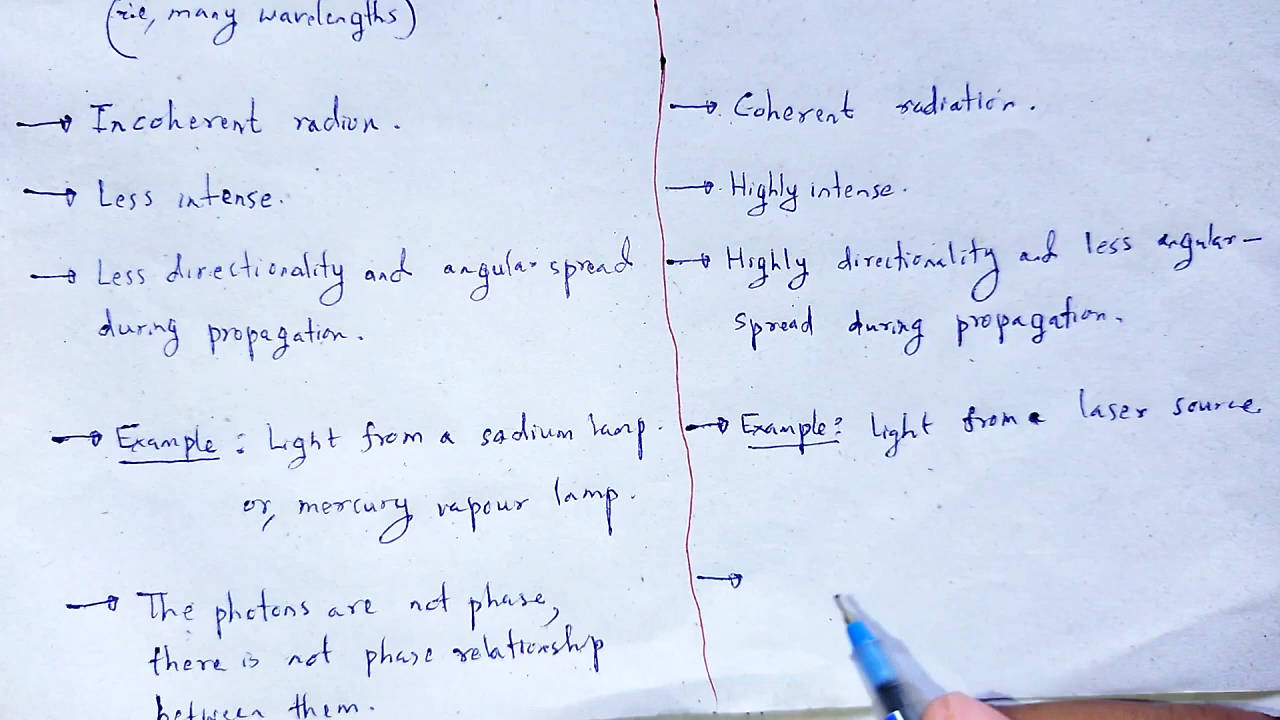 (i.e, many wavelengths)
→ Incoherent radion.
→ Less intense.
→ Less directionality and angular spread
during propagation.
→ Example: Light from a sodium lamp.
or, mercury vapour lamp.
→ The photons are not phase,
there is not phase relationship
between them.
→ Coherent radiation.
→ Highly intense.
→ Highly directionality and less angular-
spread during propagation.
→ Example: Light from a laser source.
→